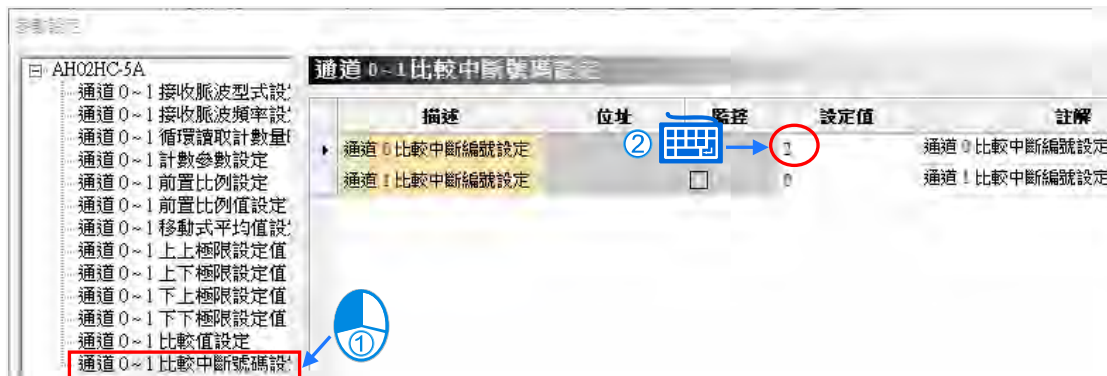 參數設定
AH02HC-5A
通道 0~1 接收脈波型式設
通道 0~1 接收脈波頻率設
通道 0~1 循環讀取計數量
通道 0~1 計數參數設定
通道 0~1 前置比例設定
通道 0~1 前置比例值設定
通道 0~1 移動式平均值設
通道 0~1 上上極限設定值
通道 0~1 上下極限設定值
通道 0~1 下上極限設定值
通道 0~1 下下極限設定值
通道 0~1 比較值設定
通道 0~1 比較中斷號碼設
①
通道 0~1比較中斷號碼設定
描述 位址 監控 設定值 註解
通道 0 比較中斷編號設定 ② 通道 0 比較中斷編號設定
通道 1 比較中斷編號設定 0 通道 1 比較中斷編號設定